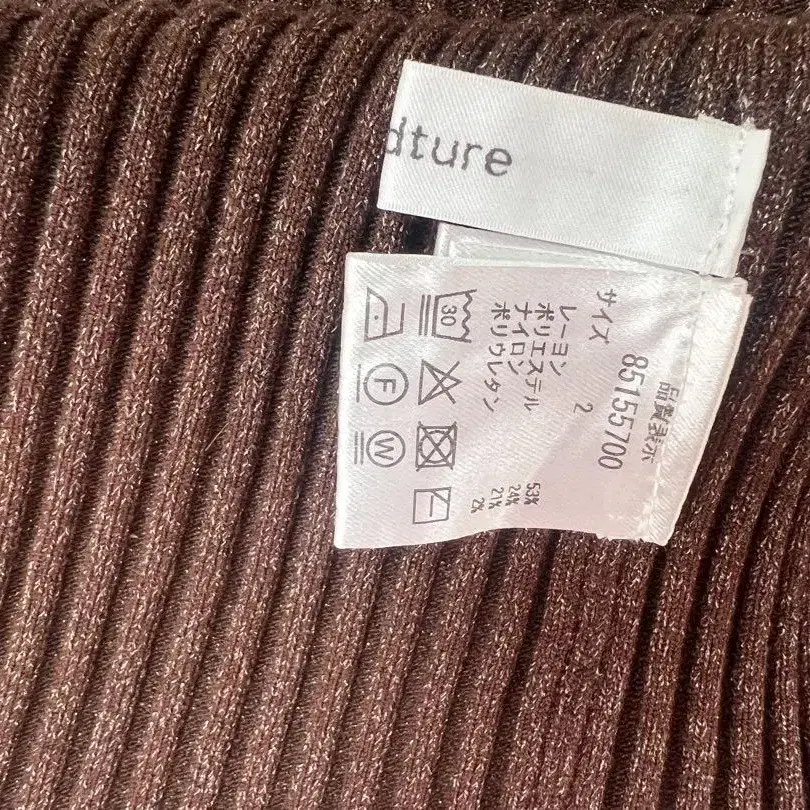 dture
品質表示
85155700
サイズ 2
レーヨン 53%
ポリエステル 24%
ナイロン 21%
ポリウレタン 2%
30
F
W